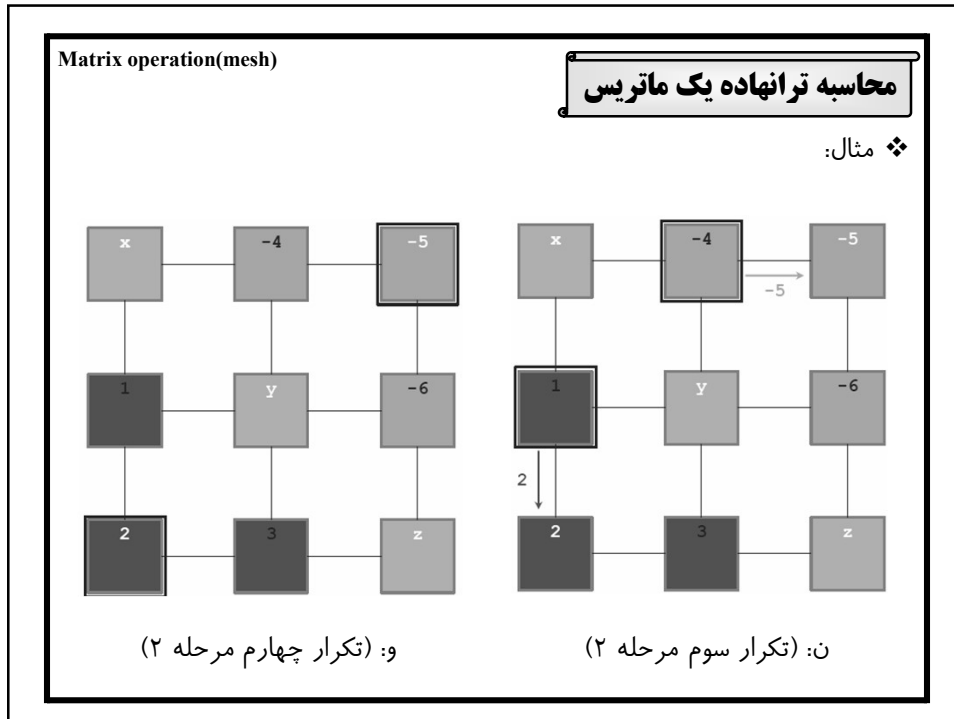 Matrix operation(mesh)
محاسبه ترانهاده یک ماتریس
❖ مثال:
x -4 -5
1 y -6
2 3 z
و: (تکرار چهارم مرحله ۲)
x -4 -5
-5
1 y -6
2
2 3 z
ن: (تکرار سوم مرحله ۲)